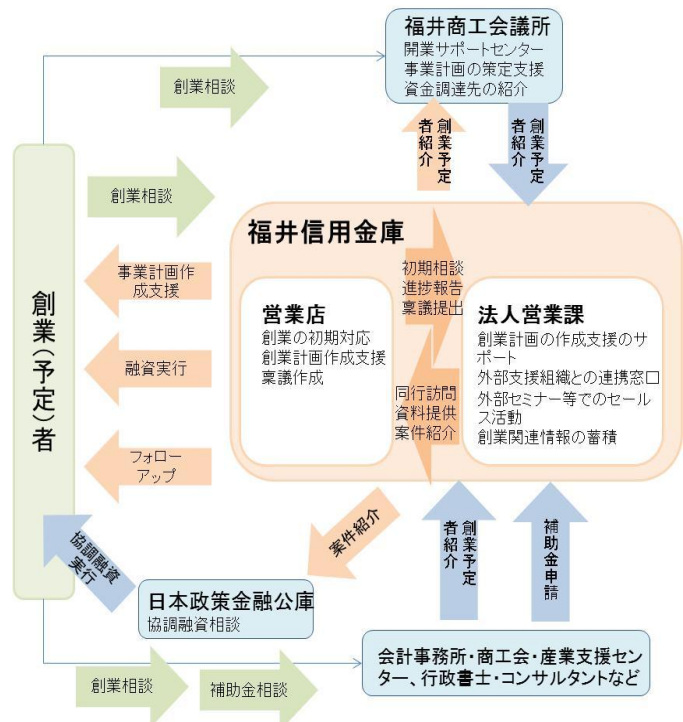 福井商工会議所
開業サポートセンター
事業計画の策定支援
資金調達先の紹介
創業相談
創業予定
者紹介
創業予定
者紹介
創業相談
創業(予定)者
事業計画作
成支援
融資実行
フォロー
アップ
福井信用金庫
営業店
創業の初期対応
創業計画作成支援
稟議作成
初期相談
進捗報告
稟議提出
同行訪問
資料提供
案件紹介
法人営業課
創業計画の作成支援のサ
ポート
外部支援組織との連携窓口
外部セミナー等でのセール
ス活動
創業関連情報の蓄積
協調融資
実行
案件紹介
創業予定
者紹介
補助金申請
日本政策金融公庫
協調融資相談
創業相談
補助金相談
会計事務所・商工会・産業支援セン
ター、行政書士・コンサルタントなど